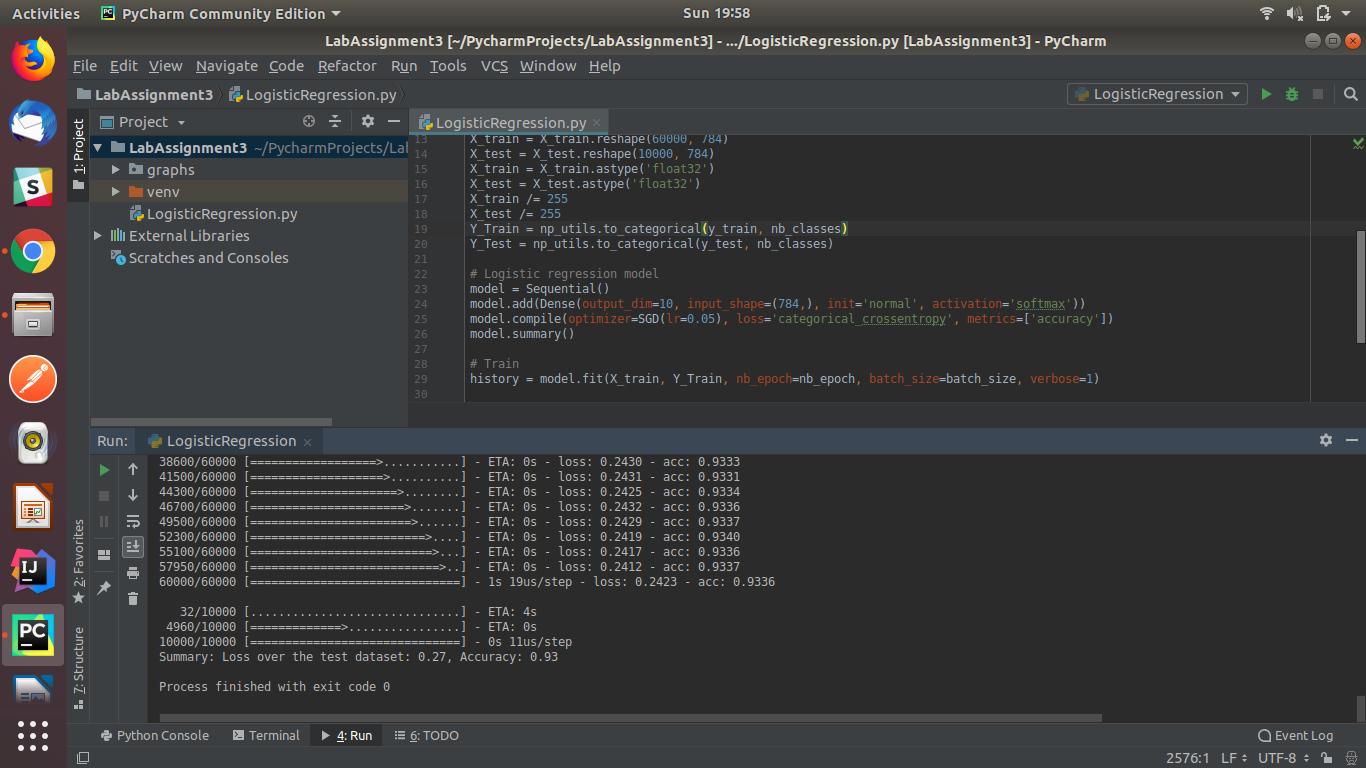 Activities PyCharm Community Edition Sun 19:58
LabAssignment3 [~/PycharmProjects/LabAssignment3] - .../LogisticRegression.py [LabAssignment3] - PyCharm
File Edit View Navigate Code Refactor Run Tools VCS Window Help
LabAssignment3 LogisticRegression.py LogisticRegression
Project LogisticRegression.py
1: Project
LabAssignment3 ~/PycharmProjects/Lab
graphs
venv
LogisticRegression.py
External Libraries
Scratches and Consoles
13 X_train = X_train.reshape(60000, 784)
14 X_test = X_test.reshape(10000, 784)
15 X_train = X_train.astype('float32')
16 X_test = X_test.astype('float32')
17 X_train /= 255
18 X_test /= 255
19 Y_Train = np_utils.to_categorical(y_train, nb_classes)
20 Y_Test = np_utils.to_categorical(y_test, nb_classes)
21
22 # Logistic regression model
23 model = Sequential()
24 model.add(Dense(output_dim=10, input_shape=(784,), init='normal', activation='softmax'))
25 model.compile(optimizer=SGD(lr=0.05), loss='categorical_crossentropy', metrics=['accuracy'])
26 model.summary()
27
28 # Train
29 history = model.fit(X_train, Y_Train, nb_epoch=nb_epoch, batch_size=batch_size, verbose=1)
30
Run: LogisticRegression
38600/60000 [==================>...........] - ETA: 0s - loss: 0.2430 - acc: 0.9333
41500/60000 [===================>..........] - ETA: 0s - loss: 0.2431 - acc: 0.9331
44300/60000 [=====================>........] - ETA: 0s - loss: 0.2425 - acc: 0.9334
46700/60000 [======================>.......] - ETA: 0s - loss: 0.2432 - acc: 0.9336
49500/60000 [=======================>......] - ETA: 0s - loss: 0.2429 - acc: 0.9337
52300/60000 [=========================>....] - ETA: 0s - loss: 0.2419 - acc: 0.9340
55100/60000 [==========================>...] - ETA: 0s - loss: 0.2417 - acc: 0.9336
57950/60000 [===========================>..] - ETA: 0s - loss: 0.2412 - acc: 0.9337
60000/60000 [==============================] - 1s 19us/step - loss: 0.2423 - acc: 0.9336
32/10000 [..............................] - ETA: 4s
4960/10000 [=============>................] - ETA: 0s
10000/10000 [==============================] - 0s 11us/step
Summary: Loss over the test dataset: 0.27, Accuracy: 0.93
Process finished with exit code 0
2: Favorites
7: Structure
Python Console Terminal 4: Run 6: TODO Event Log
2576:1 LF UTF-8